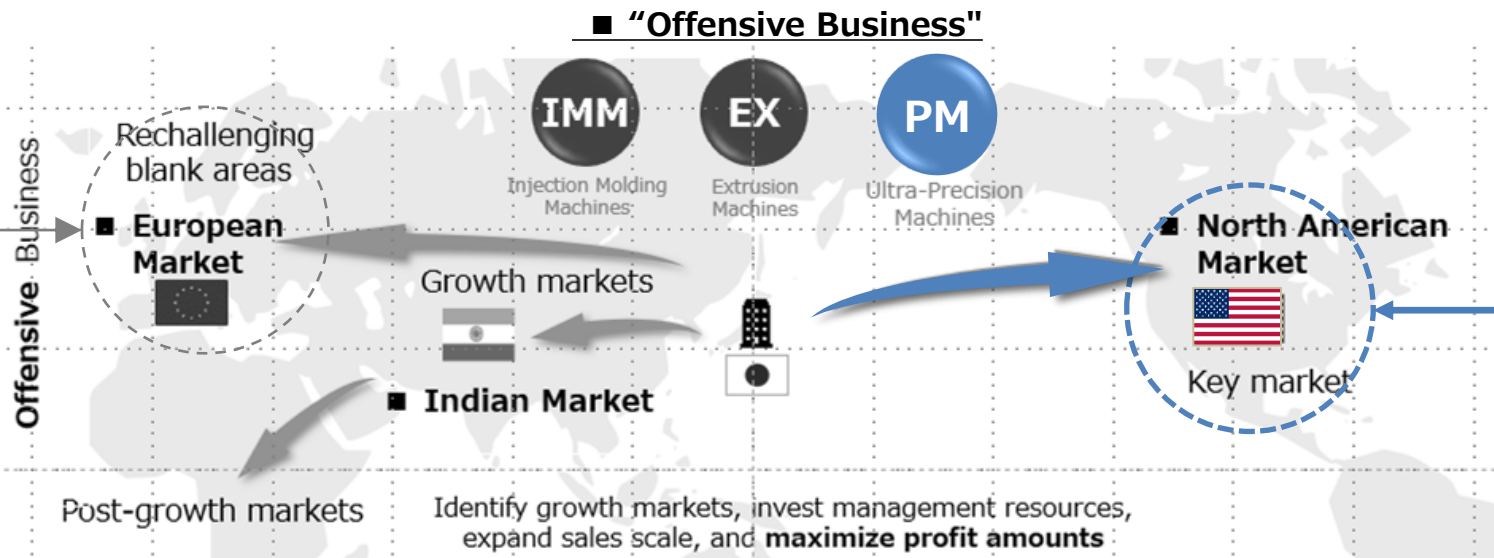 ■ “Offensive Business"
IMM
EX
PM
Injection Molding
Machines
Extrusion
Machines
Ultra-Precision
Machines
Offensive Business
Rechallenging
blank areas
■ European
Market
Growth markets
■ Indian Market
■ North American
Market
Key market
Post-growth markets
Identify growth markets, invest management resources,
expand sales scale, and maximize profit amounts